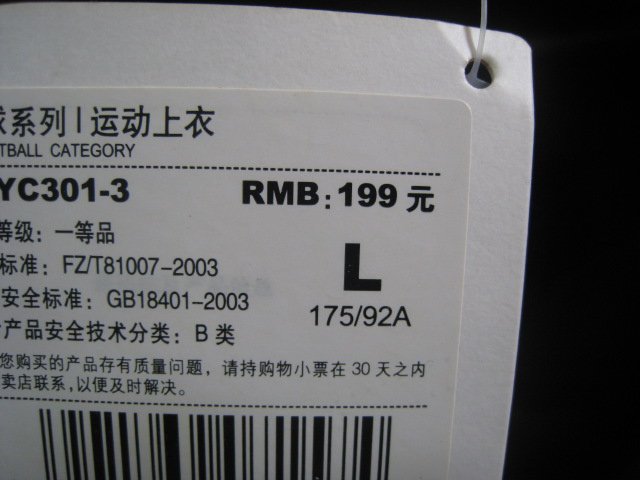 球系列 | 运动上衣
TBALL CATEGORY
YC301-3
RMB: 199 元
等级: 一等品
标准: FZ/T81007-2003
安全标准: GB18401-2003
L
175/92A
产品安全技术分类: B 类
您购买的产品存有质量问题，请持购物小票在 30 天之内
卖店联系,以便及时解决。